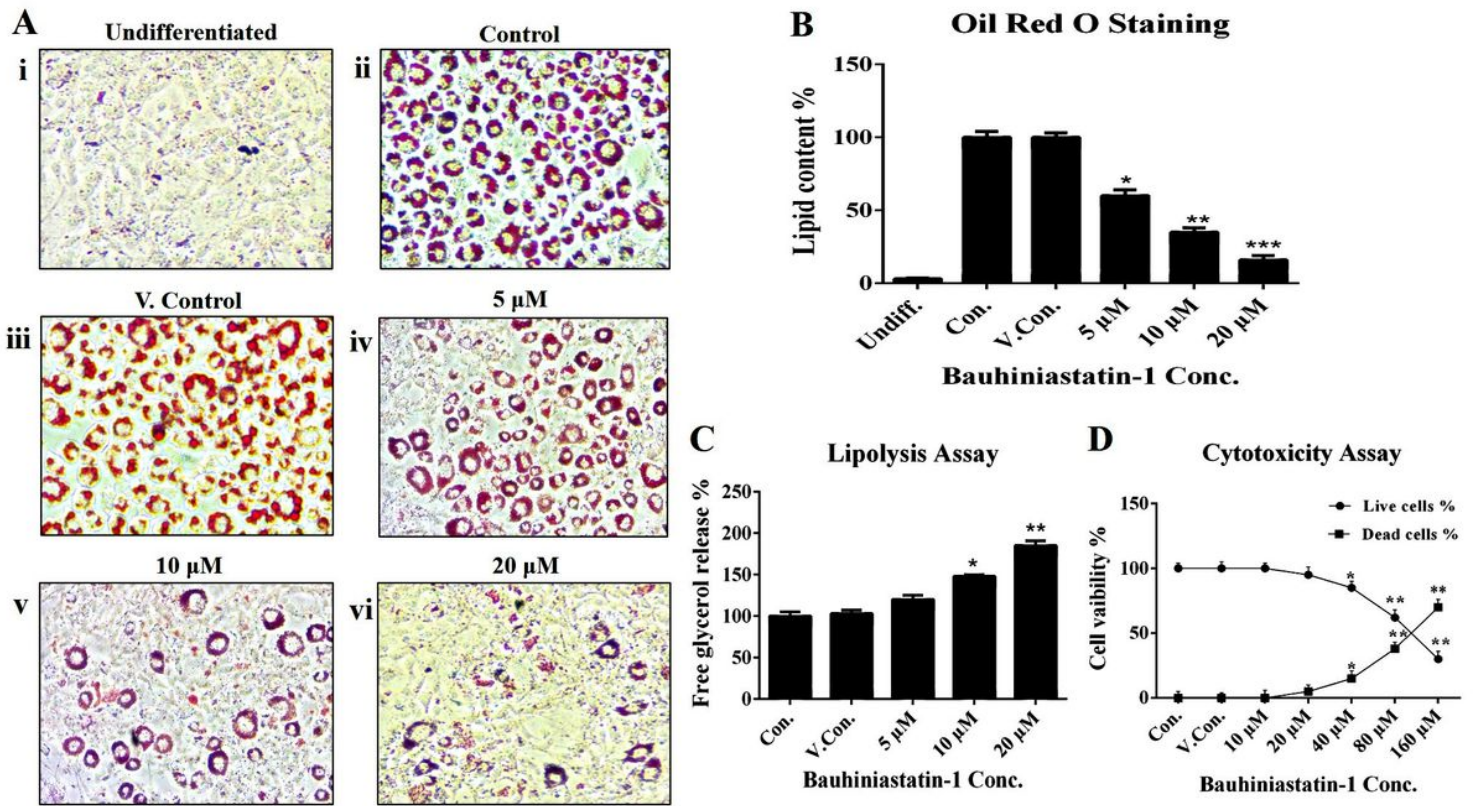 A
Undifferentiated
i
Control
ii
V. Control
iii
5 µM
iv
10 µM
v
20 µM
vi
B
Oil Red O Staining
Lipid content %
150
100
50
0
Undiff.
Con.
V.Con.
5 µM
10 µM
20 µM
*
**
***
Bauhiniastatin-1 Conc.
C
Lipolysis Assay
Free glycerol release %
250
200
150
100
50
0
*
**
Con.
V.Con.
5 µM
10 µM
20 µM
Bauhiniastatin-1 Conc.
D
Cytotoxicity Assay
Cell vaibility %
150
100
50
0
Live cells %
Dead cells %
*
**
**
*
**
**
Con.
V.Con.
10 µM
20 µM
40 µM
80 µM
160 µM
Bauhiniastatin-1 Conc.